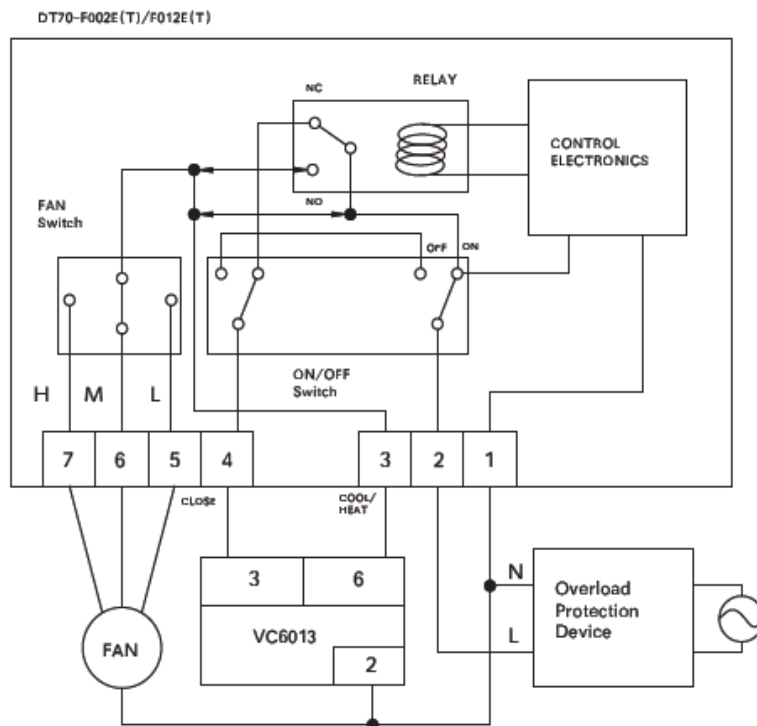 DT70-F002E(T)/F012E(T)
NC
RELAY
CONTROL
ELECTRONICS
FAN
Switch
NO
OFF
ON
ON/OFF
Switch
H
M
L
7
6
5
4
3
2
1
CLOSE
COOL/
HEAT
3
6
VC6013
2
N
L
Overload
Protection
Device
FAN